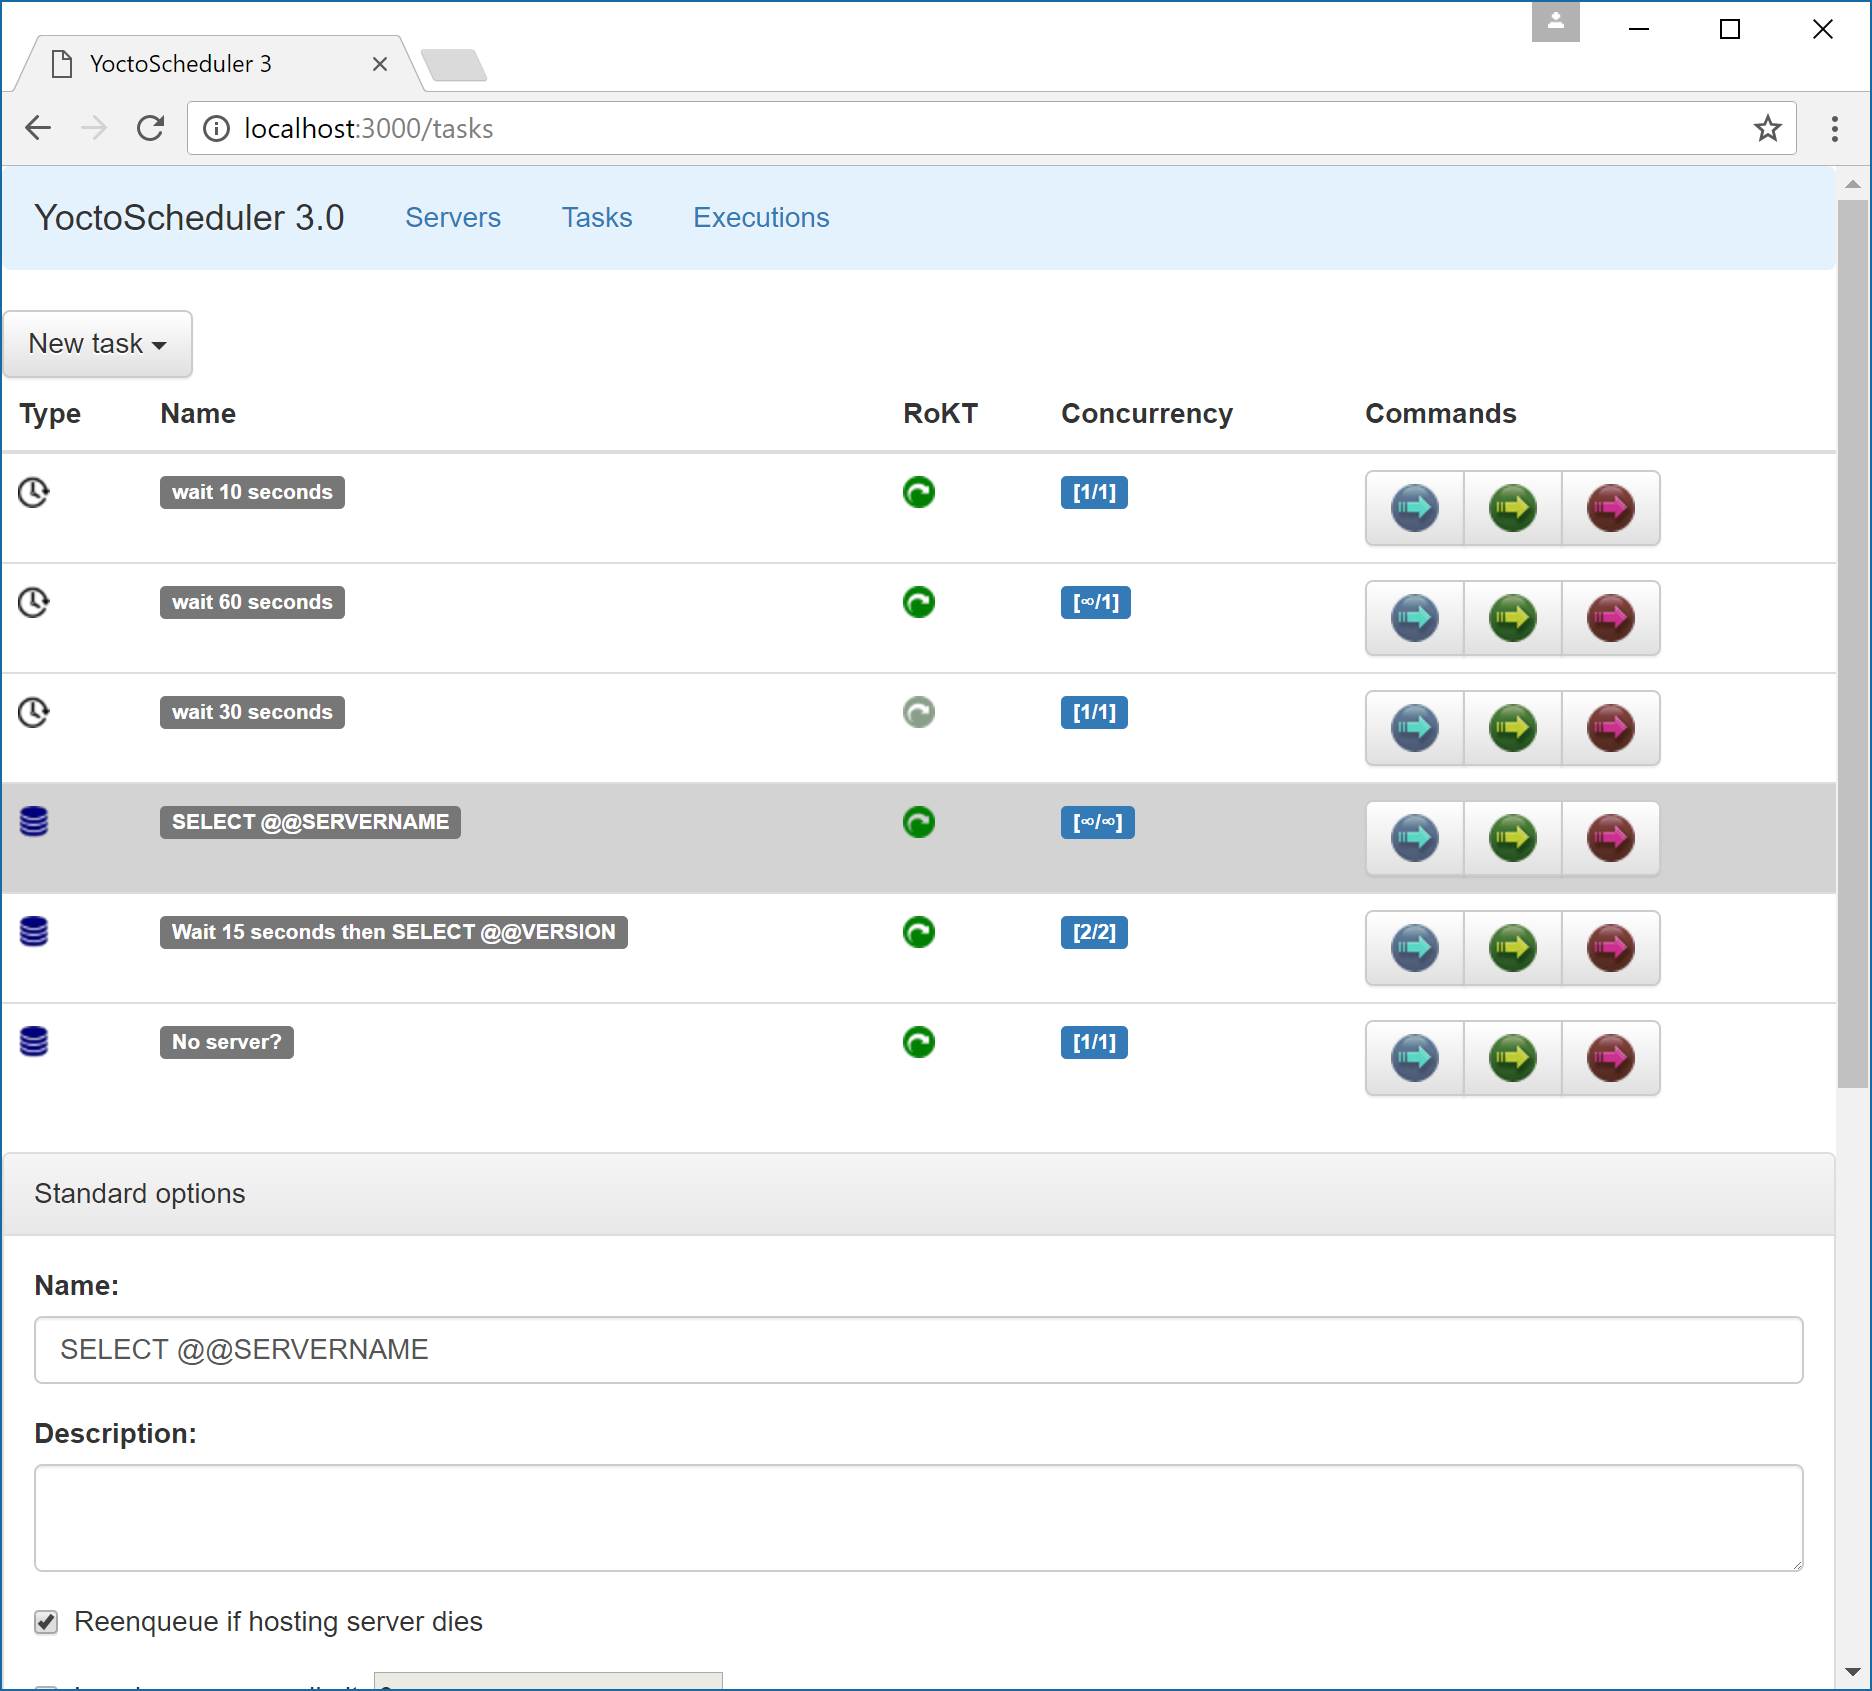 YoctoScheduler 3
localhost:3000/tasks
YoctoScheduler 3.0 Servers Tasks Executions
New task
Type Name RoKT Concurrency Commands
wait 10 seconds [1/1]
wait 60 seconds [∞/1]
wait 30 seconds [1/1]
SELECT @@SERVERNAME [∞/∞]
Wait 15 seconds then SELECT @@VERSION [2/2]
No server? [1/1]
Standard options
Name:
SELECT @@SERVERNAME
Description:
Reenqueue if hosting server dies